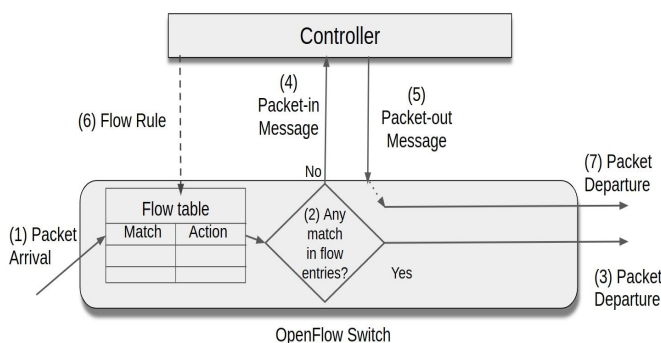 Controller
(4)
Packet-in
Message
(5)
Packet-out
Message
(6) Flow Rule
No
(7) Packet
Departure
Flow table
Match Action
(1) Packet
Arrival
(2) Any
match
in flow
entries?
Yes
(3) Packet
Departure
OpenFlow Switch